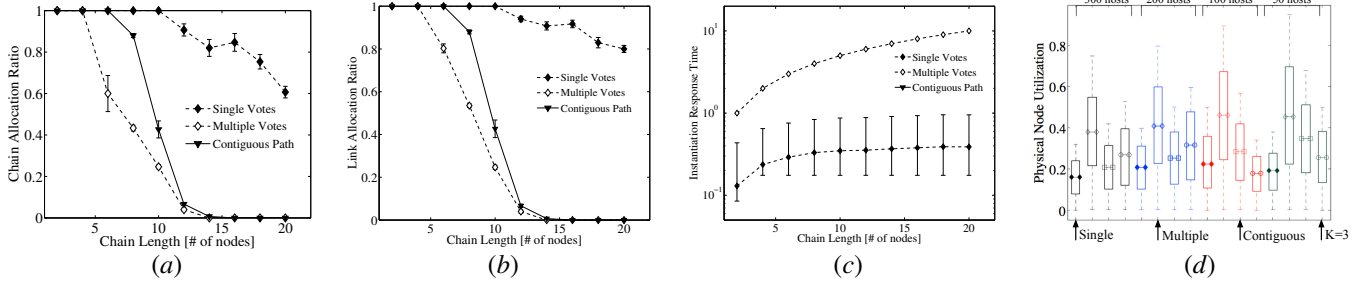 Chain Allocation Ratio
1
0.8
0.6
0.4
0.2
0
5 10 15 20
Chain Length [# of nodes]
Single Votes
Multiple Votes
Contiguous Path
(a)
Link Allocation Ratio
1
0.8
0.6
0.4
0.2
0
5 10 15 20
Chain Length [# of nodes]
Single Votes
Multiple Votes
Contiguous Path
(b)
Instantiation Response Time
10^1
10^0
10^-1
5 10 15 20
Chain Length [# of nodes]
Single Votes
Multiple Votes
Contiguous Path
(c)
hosts 200 hosts 100 hosts hosts
Physical Node Utilization
0.8
0.6
0.4
0.2
0
Single Multiple Contiguous K=3
(d)